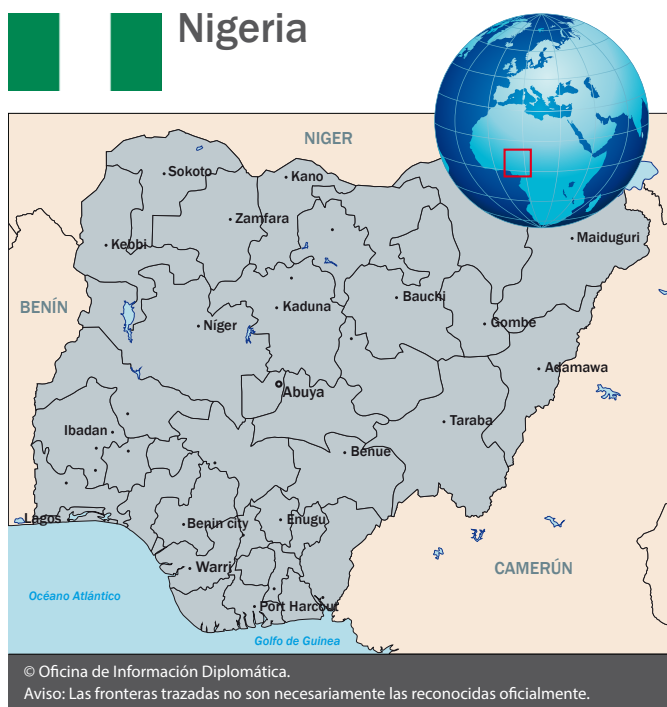 Nigeria
NIGER
Sokoto
Kano
Zamfara
Kebbi
Maiduguri
BENÍN
Níger
Kaduna
Bauchi
Gombe
Adamawa
Abuya
Ibadan
Taraba
Benue
Lagos
Benin city
Enugu
Warri
CAMERÚN
Océano Atlántico
Port Harcout
Golfo de Guinea
© Oficina de Información Diplomática.
Aviso: Las fronteras trazadas no son necesariamente las reconocidas oficialmente.